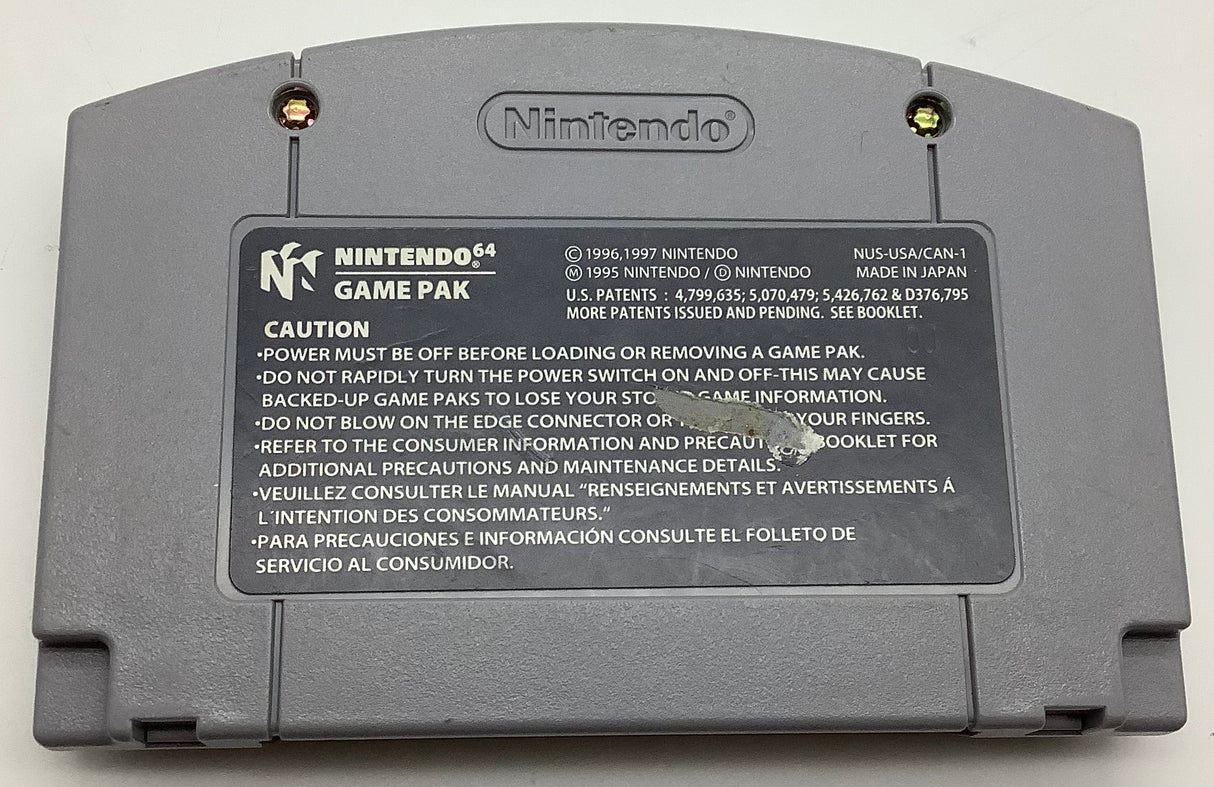 Nintendo®
NINTENDO 64®
GAME PAK
© 1996,1997 NINTENDO
Ⓜ 1995 NINTENDO / Ⓓ NINTENDO
NUS-USA/CAN-1
MADE IN JAPAN
U.S. PATENTS : 4,799,635; 5,070,479; 5,426,762 & D376,795
MORE PATENTS ISSUED AND PENDING. SEE BOOKLET.
00
CAUTION
•POWER MUST BE OFF BEFORE LOADING OR REMOVING A GAME PAK.
•DO NOT RAPIDLY TURN THE POWER SWITCH ON AND OFF-THIS MAY CAUSE
BACKED-UP GAME PAKS TO LOSE YOUR GAME INFORMATION.
•DO NOT BLOW ON THE EDGE CONNECTOR OR YOUR FINGERS.
•REFER TO THE CONSUMER INFORMATION AND BOOKLET FOR
ADDITIONAL PRECAUTIONS AND MAINTENANCE DETAILS.
•VEUILLEZ CONSULTER LE MANUAL “RENSEIGNEMENTS ET AVERTISSEMENTS Á
L´INTENTION DES CONSOMMATEURS.“
•PARA PRECAUCIONES E INFORMACIÓN CONSULTE EL FOLLETO DE
SERVICIO AL CONSUMIDOR.